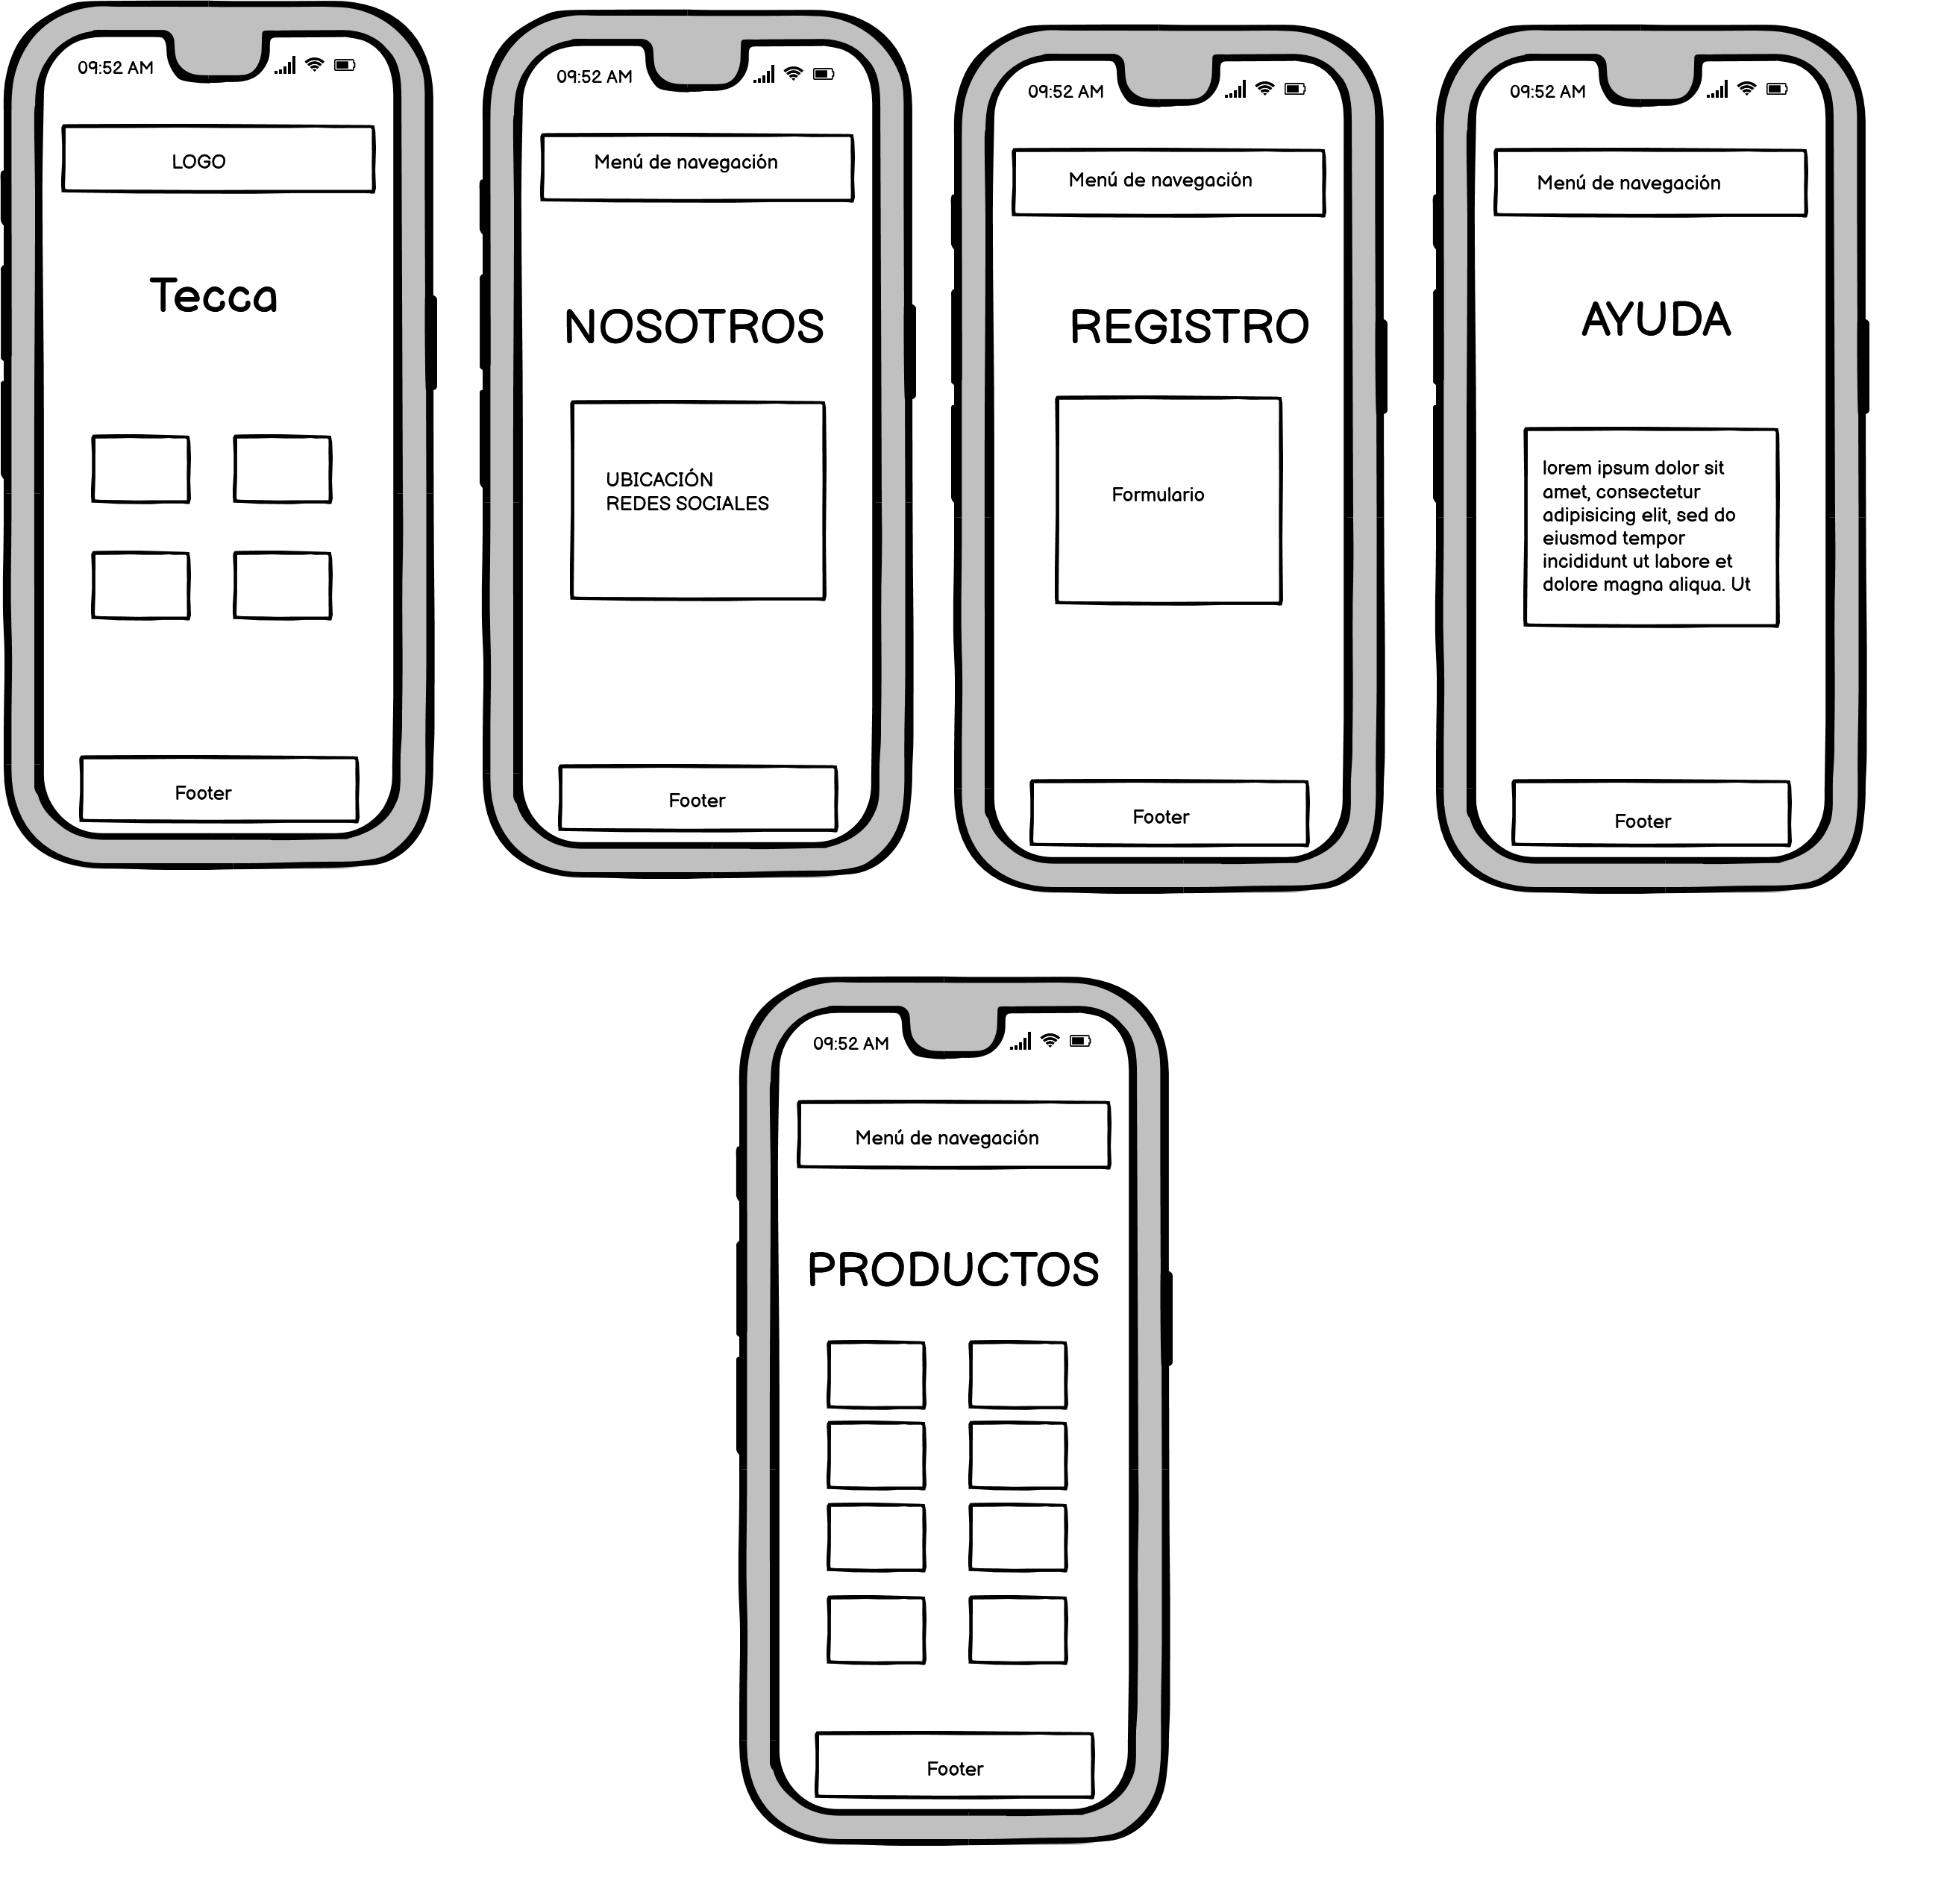 09:52 AM
LOGO
Tecca
Footer
09:52 AM
Menú de navegación
NOSOTROS
UBICACIÓN
REDES SOCIALES
Footer
09:52 AM
Menú de navegación
REGISTRO
Formulario
Footer
09:52 AM
Menú de navegación
AYUDA
lorem ipsum dolor sit
amet, consectetur
adipisicing elit, sed do
eiusmod tempor
incididunt ut labore et
dolore magna aliqua. Ut
Footer
09:52 AM
Menú de navegación
PRODUCTOS
Footer